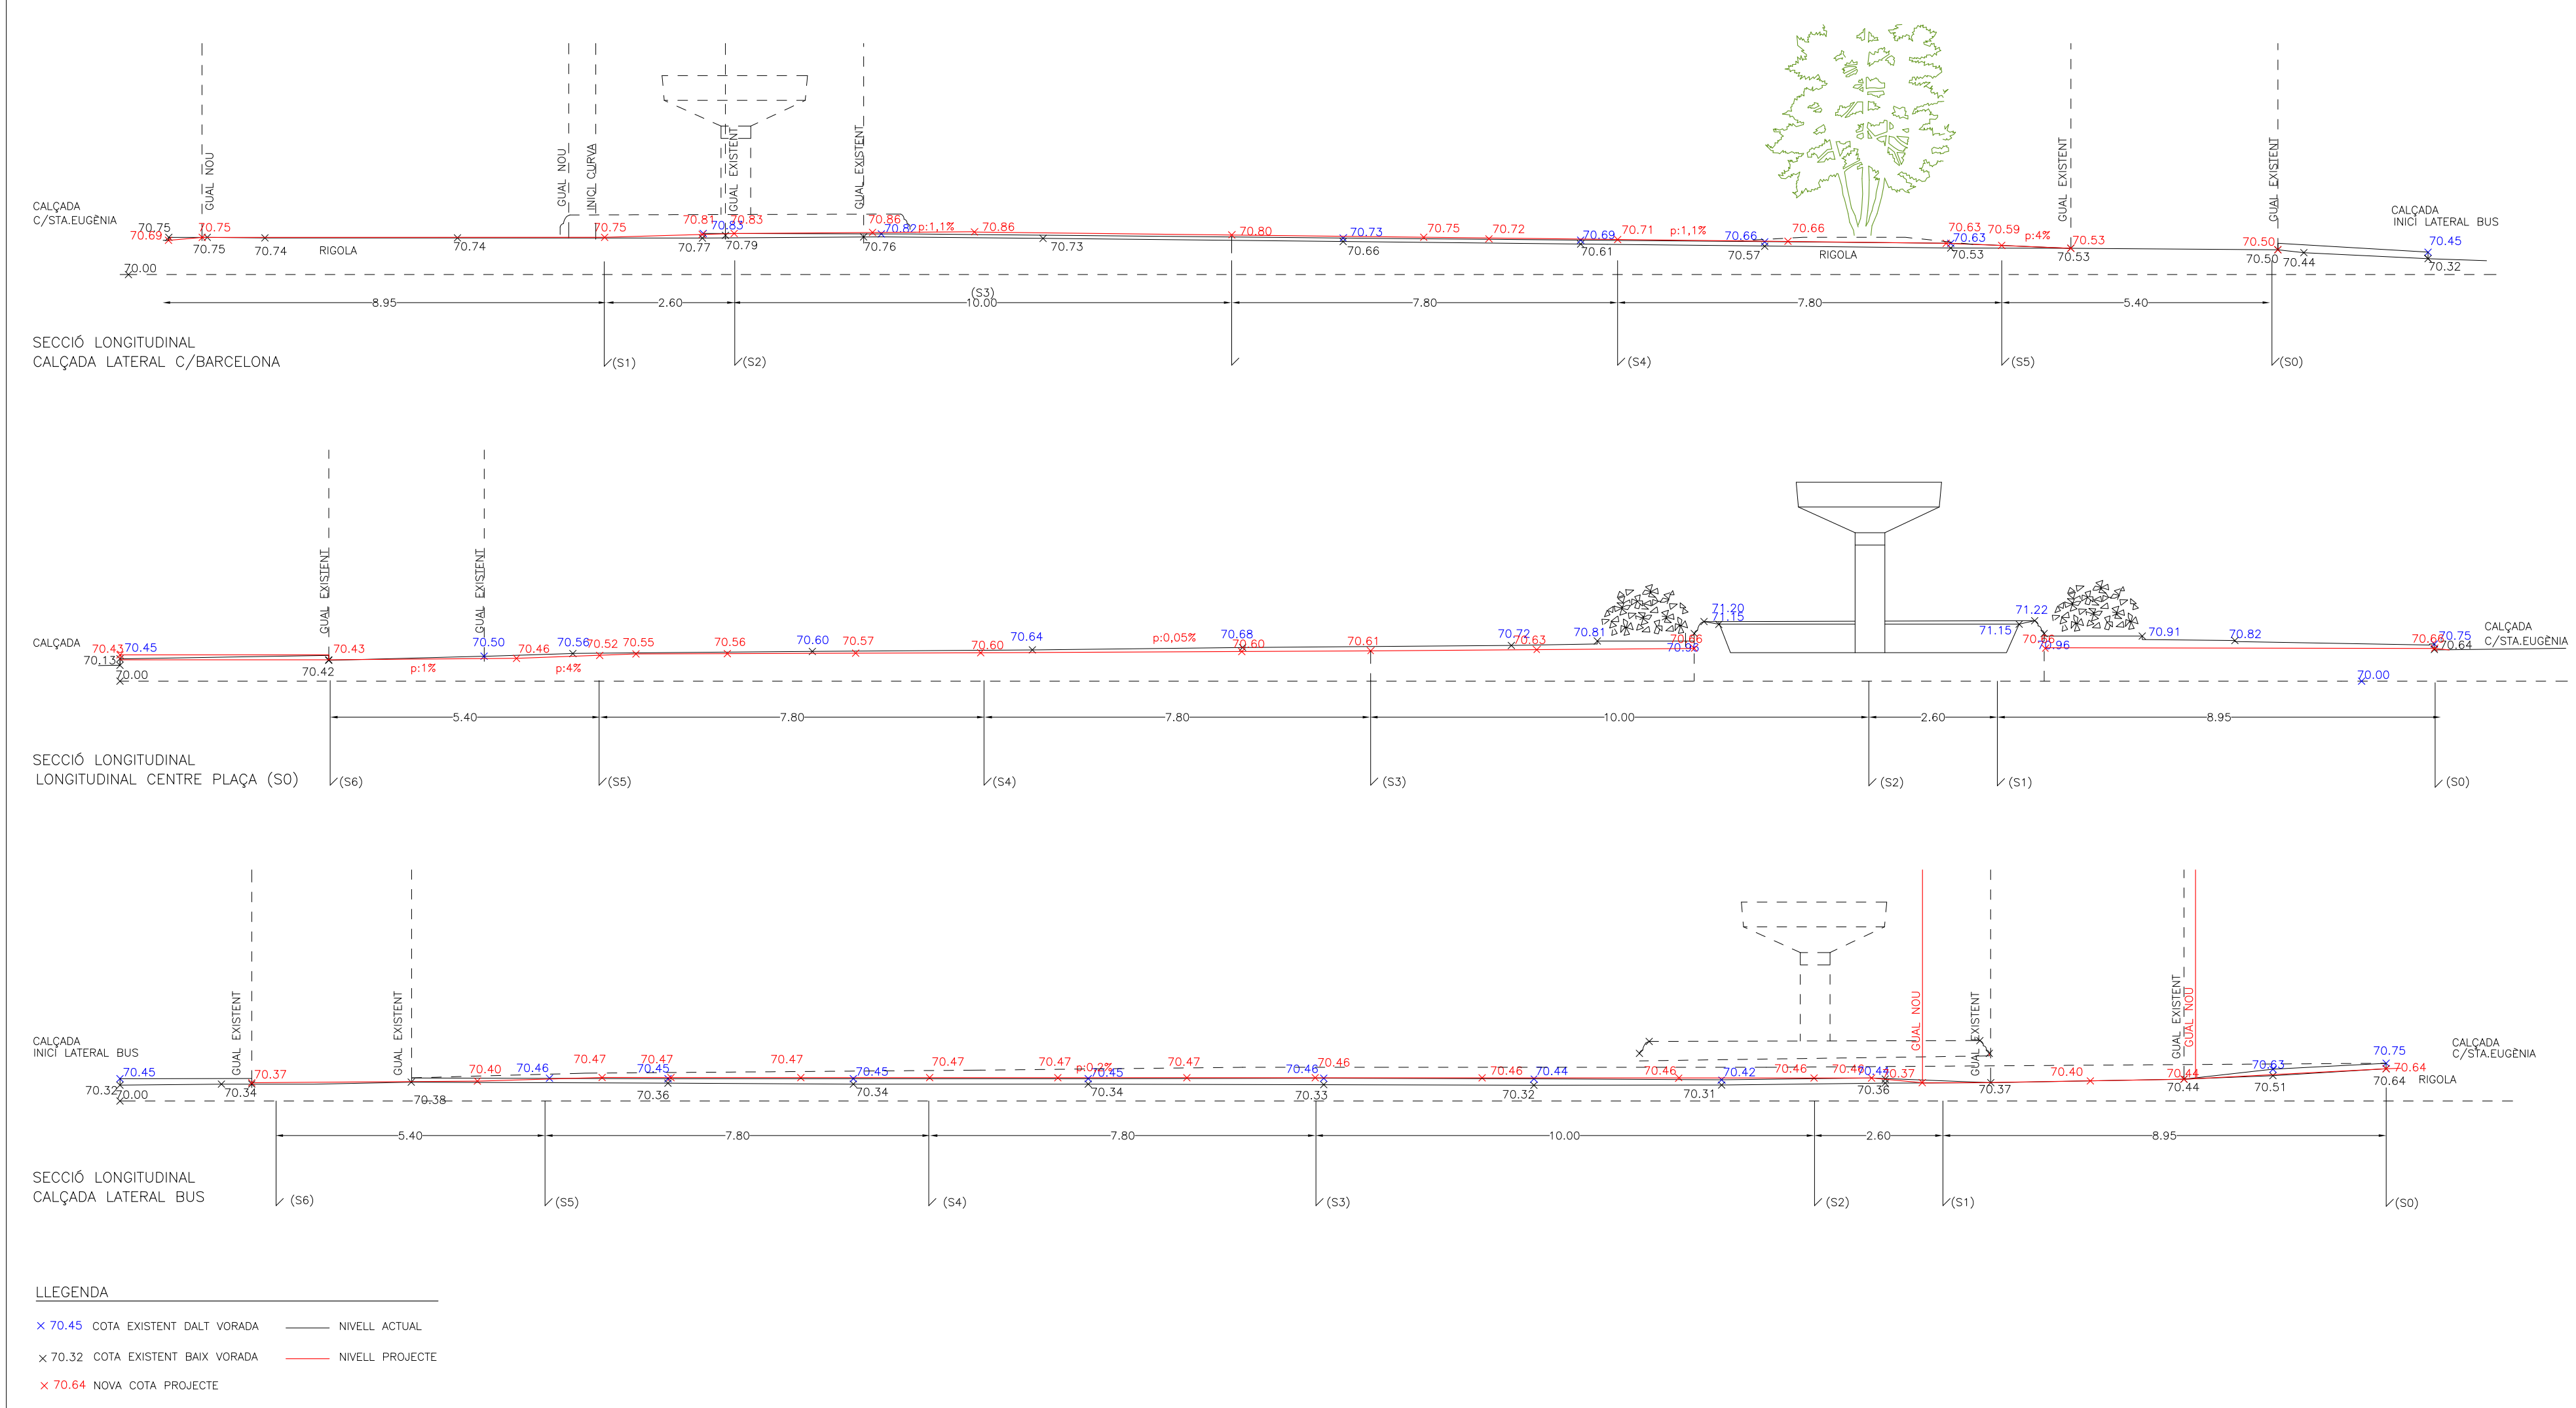 GUAL NOU
GUAL NOU
INICI CURVA
GUAL EXISTENT
GUAL EXISTENT
GUAL EXISTENT
GUAL EXISTENT
CALÇADA
C/STA.EUGÈNIA
CALÇADA
INICI LATERAL BUS
70.75
70.69
70.75
70.75
70.74
RIGOLA
70.74
70.75
70.81
70.83
70.83
70.77
70.79
70.86
70.82
p:1,1%
70.76
70.86
70.73
70.80
70.73
70.66
70.75
70.72
70.69
70.61
70.71
p:1,1%
70.66
70.57
70.66
RIGOLA
70.63
70.63
70.53
70.59
p:4%
70.53
70.53
70.50
70.50
70.44
70.45
70.32
70.00
8.95
2.60
(S3)
10.00
7.80
7.80
5.40
SECCIÓ LONGITUDINAL
CALÇADA LATERAL C/BARCELONA
(S1)
(S2)
(S4)
(S5)
(S0)
GUAL EXISTENT
GUAL EXISTENT
CALÇADA
70.43
70.45
70.13
70.00
70.43
70.42
p:1%
70.50
70.46
p:4%
70.56
70.52
70.55
70.56
70.60
70.57
70.60
70.64
p:0,05%
70.68
70.60
70.61
70.72
70.63
70.81
70.66
70.96
71.20
71.15
71.22
71.15
70.66
70.96
70.91
70.82
70.66
70.75
70.64
CALÇADA
C/STA.EUGÈNIA
70.00
5.40
7.80
7.80
10.00
2.60
8.95
SECCIÓ LONGITUDINAL
LONGITUDINAL CENTRE PLAÇA (S0)
(S6)
(S5)
(S4)
(S3)
(S2)
(S1)
(S0)
GUAL EXISTENT
GUAL EXISTENT
GUAL NOU
GUAL EXISTENT
GUAL EXISTENT
GUAL NOU
CALÇADA
INICI LATERAL BUS
70.45
70.32
70.00
70.34
70.37
70.38
70.40
70.46
70.47
70.47
70.45
70.36
70.47
70.45
70.34
70.47
70.47
p:0,2%
70.45
70.34
70.47
70.46
70.46
70.33
70.46
70.44
70.32
70.46
70.42
70.31
70.46
70.46
70.44
70.36
70.37
70.37
70.40
70.44
70.44
70.63
70.51
70.75
70.64
70.64
RIGOLA
CALÇADA
C/STA.EUGÈNIA
5.40
7.80
7.80
10.00
2.60
8.95
SECCIÓ LONGITUDINAL
CALÇADA LATERAL BUS
(S6)
(S5)
(S4)
(S3)
(S2)
(S1)
(S0)
LLEGENDA
70.45 COTA EXISTENT DALT VORADA
NIVELL ACTUAL
70.32 COTA EXISTENT BAIX VORADA
NIVELL PROJECTE
70.64 NOVA COTA PROJECTE